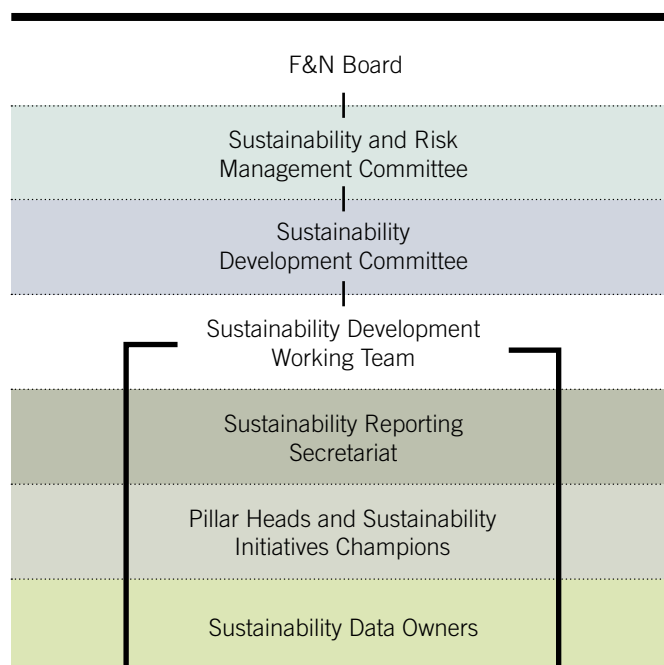 F&N Board
Sustainability and Risk
Management Committee
Sustainability
Development Committee
Sustainability Development
Working Team
Sustainability Reporting
Secretariat
Pillar Heads and Sustainability
Initiatives Champions
Sustainability Data Owners